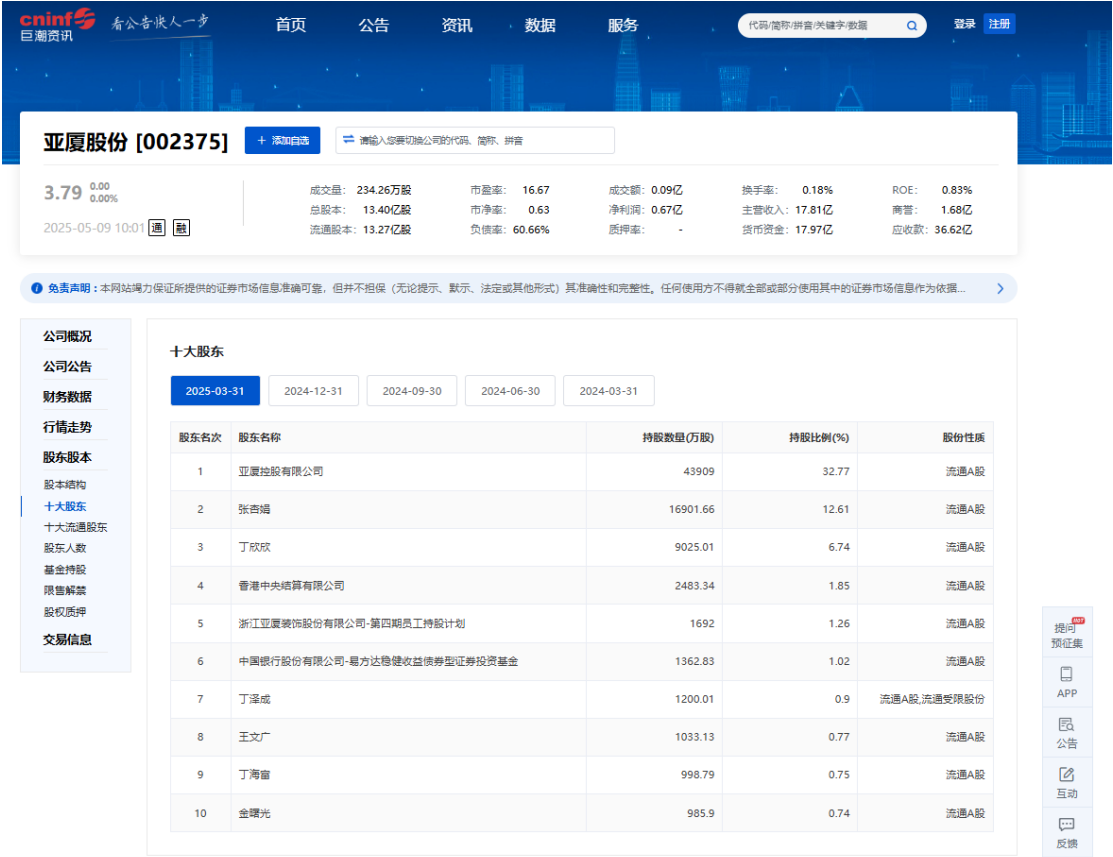 cninf 巨潮资讯 看公告快人一步 首页 公告 资讯 数据 服务 代码/简称/拼音/关键字/数据 登录 注册
亚厦股份 [002375] + 添加自选 请输入您要切换公司的代码、简称、拼音
3.79 0.00 0.00%
2025-05-09 10:01 通 融
成交量: 234.26万股 市盈率: 16.67 成交额: 0.09亿 换手率: 0.18% ROE: 0.83%
总股本: 13.40亿股 市净率: 0.63 净利润: 0.67亿 主营收入: 17.81亿 商誉: 1.68亿
流通股本: 13.27亿股 负债率: 60.66% 质押率: - 货币资金: 17.97亿 应收款: 36.62亿
免责声明：本网站竭力保证所提供的证券市场信息准确可靠，但并不担保（无论提示、默示、法定或其他形式）其准确性和完整性。任何使用方不得就全部或部分使用其中的证券市场信息作为依据...
公司概况
公司公告
财务数据
行情走势
股东股本
股本结构
十大股东
十大流通股东
股东人数
基金持股
限售解禁
股权质押
交易信息
十大股东
2025-03-31 2024-12-31 2024-09-30 2024-06-30 2024-03-31
股东名次 股东名称 持股数量(万股) 持股比例(%) 股份性质
1 亚厦控股有限公司 43909 32.77 流通A股
2 张杏娟 16901.66 12.61 流通A股
3 丁欣欣 9025.01 6.74 流通A股
4 香港中央结算有限公司 2483.34 1.85 流通A股
5 浙江亚厦装饰股份有限公司-第四期员工持股计划 1692 1.26 流通A股
6 中国银行股份有限公司-易方达稳健收益债券型证券投资基金 1362.83 1.02 流通A股
7 丁泽成 1200.01 0.9 流通A股,流通受限股份
8 王文广 1033.13 0.77 流通A股
9 丁海富 998.79 0.75 流通A股
10 金曙光 985.9 0.74 流通A股
提问 HOT
预征集
APP
公告
互动
反馈